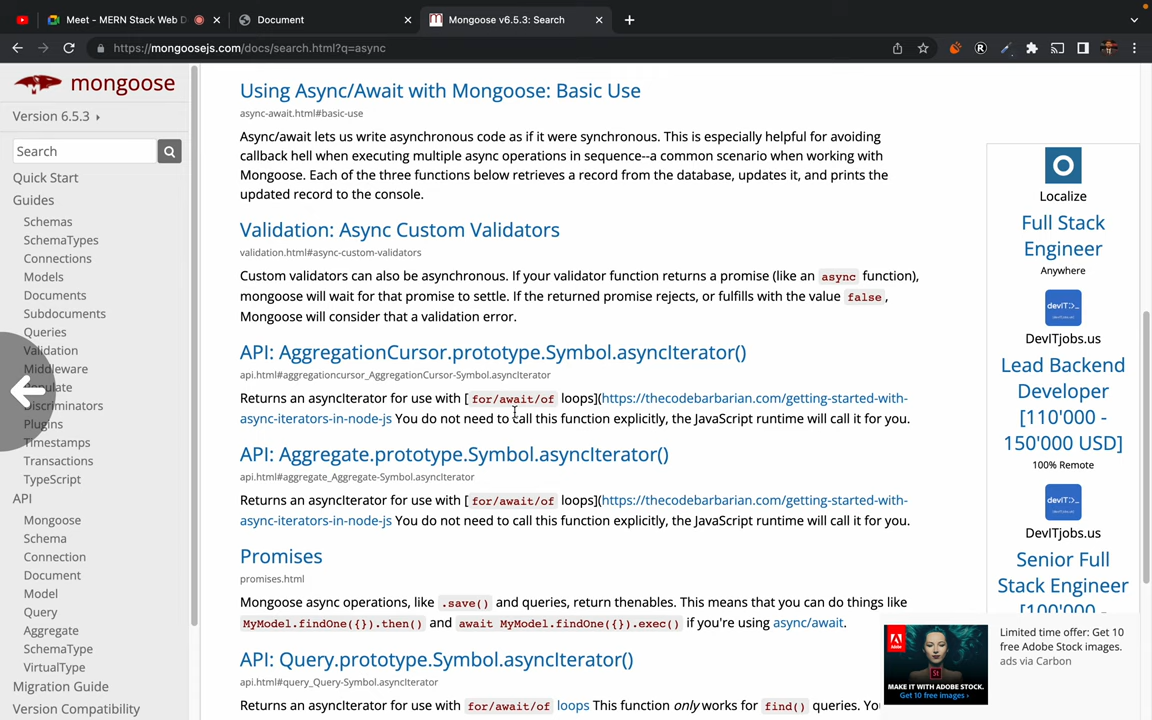 Meet - MERN Stack Web D
Document
Mongoose v6.5.3: Search
https://mongoosejs.com/docs/search.html?q=async
mongoose
Version 6.5.3
Search
Quick Start
Guides
Schemas
SchemaTypes
Connections
Models
Documents
Subdocuments
Queries
Validation
Middleware
Timestamps
Transactions
TypeScript
API
Mongoose
Schema
Connection
Document
Model
Query
Aggregate
SchemaType
VirtualType
Migration Guide
Version Compatibility
Using Async/Await with Mongoose: Basic Use
async-await.html#basic-use
Async/await lets us write asynchronous code as if it were synchronous. This is especially helpful for avoiding
callback hell when executing multiple async operations in sequence--a common scenario when working with
Mongoose. Each of the three functions below retrieves a record from the database, updates it, and prints the
updated record to the console.
Validation: Async Custom Validators
validation.html#async-custom-validators
Custom validators can also be asynchronous. If your validator function returns a promise (like an async function),
mongoose will wait for that promise to settle. If the returned promise rejects, or fulfills with the value false,
Mongoose will consider that a validation error.
API: AggregationCursor.prototype.Symbol.asyncIterator()
api.html#aggregationcursor_AggregationCursor-Symbol.asyncIterator
Returns an asyncIterator for use with [ for/await/of loops](https://thecodebarbarian.com/getting-started-with-
async-iterators-in-node-js You do not need to call this function explicitly, the JavaScript runtime will call it for you.
API: Aggregate.prototype.Symbol.asyncIterator()
api.html#aggregate_Aggregate-Symbol.asyncIterator
Returns an asyncIterator for use with [ for/await/of loops](https://thecodebarbarian.com/getting-started-with-
async-iterators-in-node-js You do not need to call this function explicitly, the JavaScript runtime will call it for you.
Promises
promises.html
Mongoose async operations, like .save() and queries, return thenables. This means that you can do things like
MyModel.findOne({}).then() and await MyModel.findOne({}).exec() if you're using async/await.
API: Query.prototype.Symbol.asyncIterator()
api.html#query_Query-Symbol.asyncIterator
Returns an asyncIterator for use with for/await/of loops This function only works for find() queries. Yo
Localize
Full Stack
Engineer
Anywhere
devIT
DevITjobs.us
Lead Backend
Developer
[110'000 -
150'000 USD]
100% Remote
devIT
DevITjobs.us
Senior Full
Stack Engineer
[100'000 -
MAKE IT WITH ADOBE STOCK.
Get 10 free images ›
Limited time offer: Get 10
free Adobe Stock images.
ads via Carbon